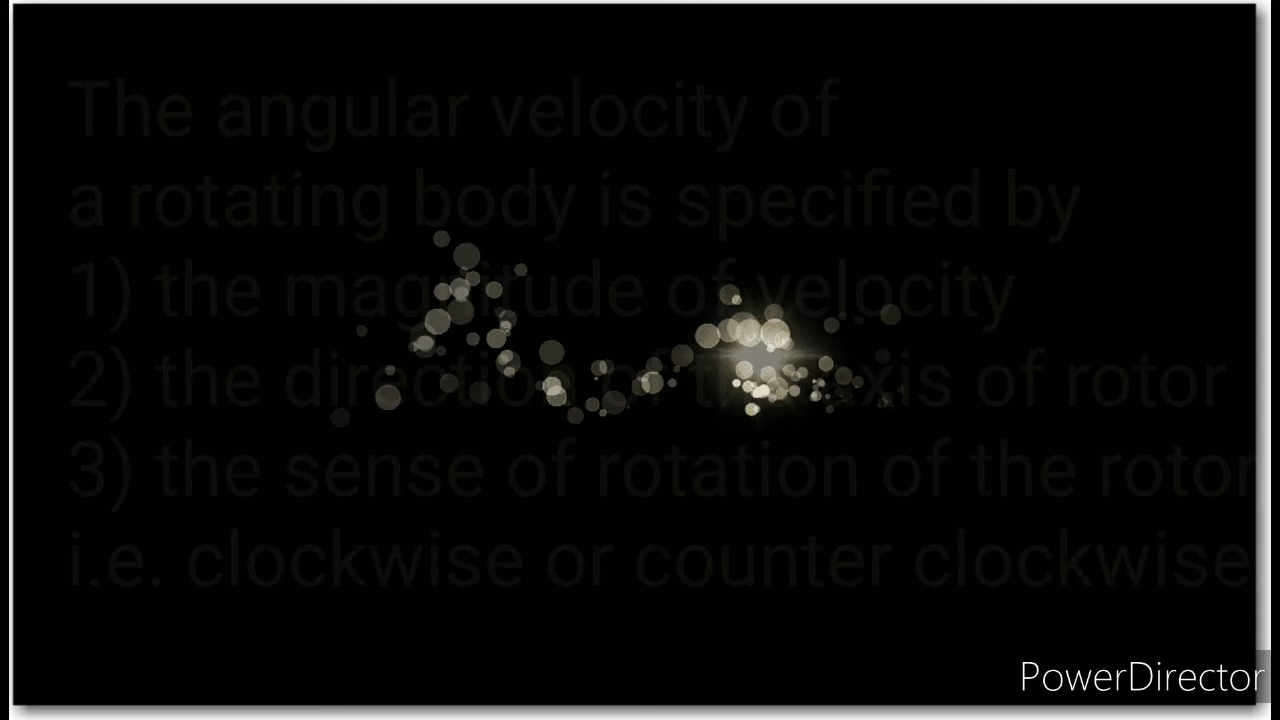 The angular velocity of
a rotating body is specified by
1) the magnitude of velocity
2) the direction of the axis of rotor
3) the sense of rotation of the rotor
i.e. clockwise or counter clockwise
PowerDirector